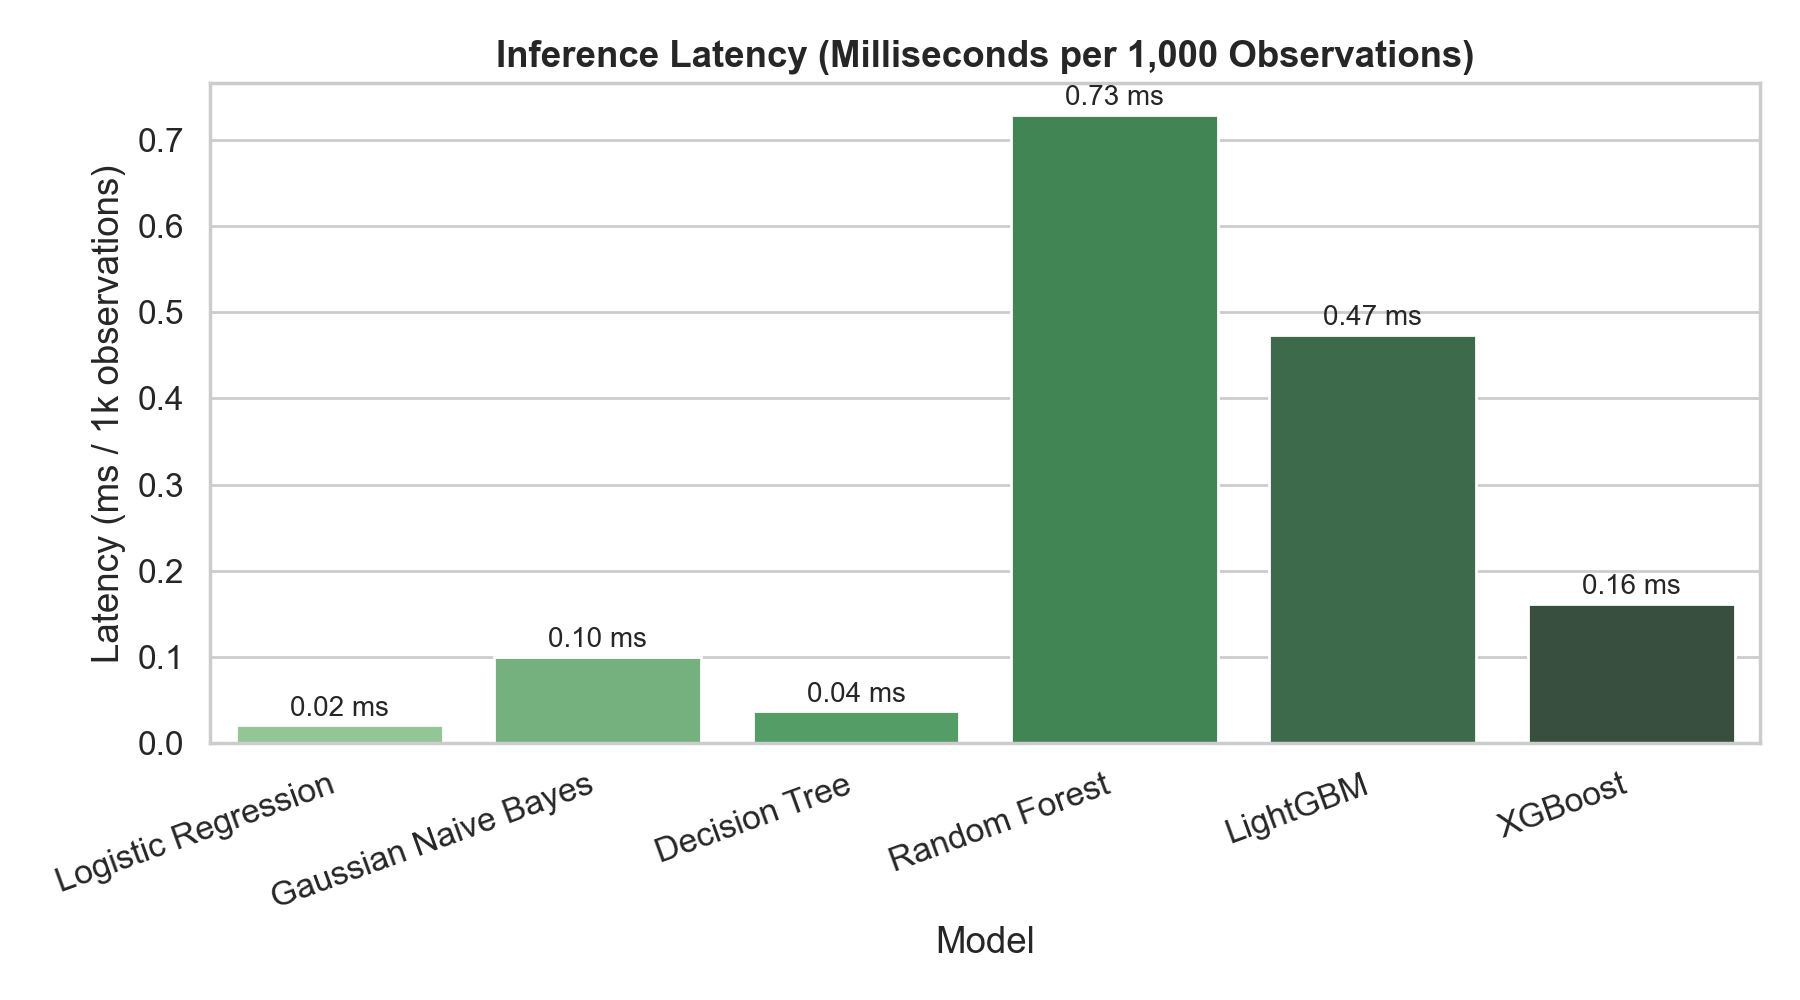 Inference Latency (Milliseconds per 1,000 Observations)
Latency (ms / 1k observations)
0.7
0.6
0.5
0.4
0.3
0.2
0.1
0.0
0.02 ms
0.10 ms
0.04 ms
0.73 ms
0.47 ms
0.16 ms
Logistic Regression
Gaussian Naive Bayes
Decision Tree
Random Forest
LightGBM
XGBoost
Model